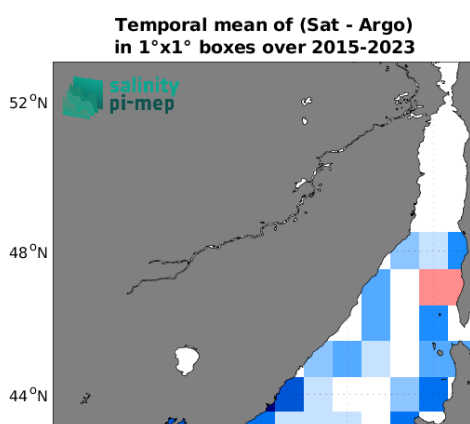 Temporal mean of (Sat - Argo)
in 1°x1° boxes over 2015-2023
salinity
pi-mep
52°N
48°N
44°N